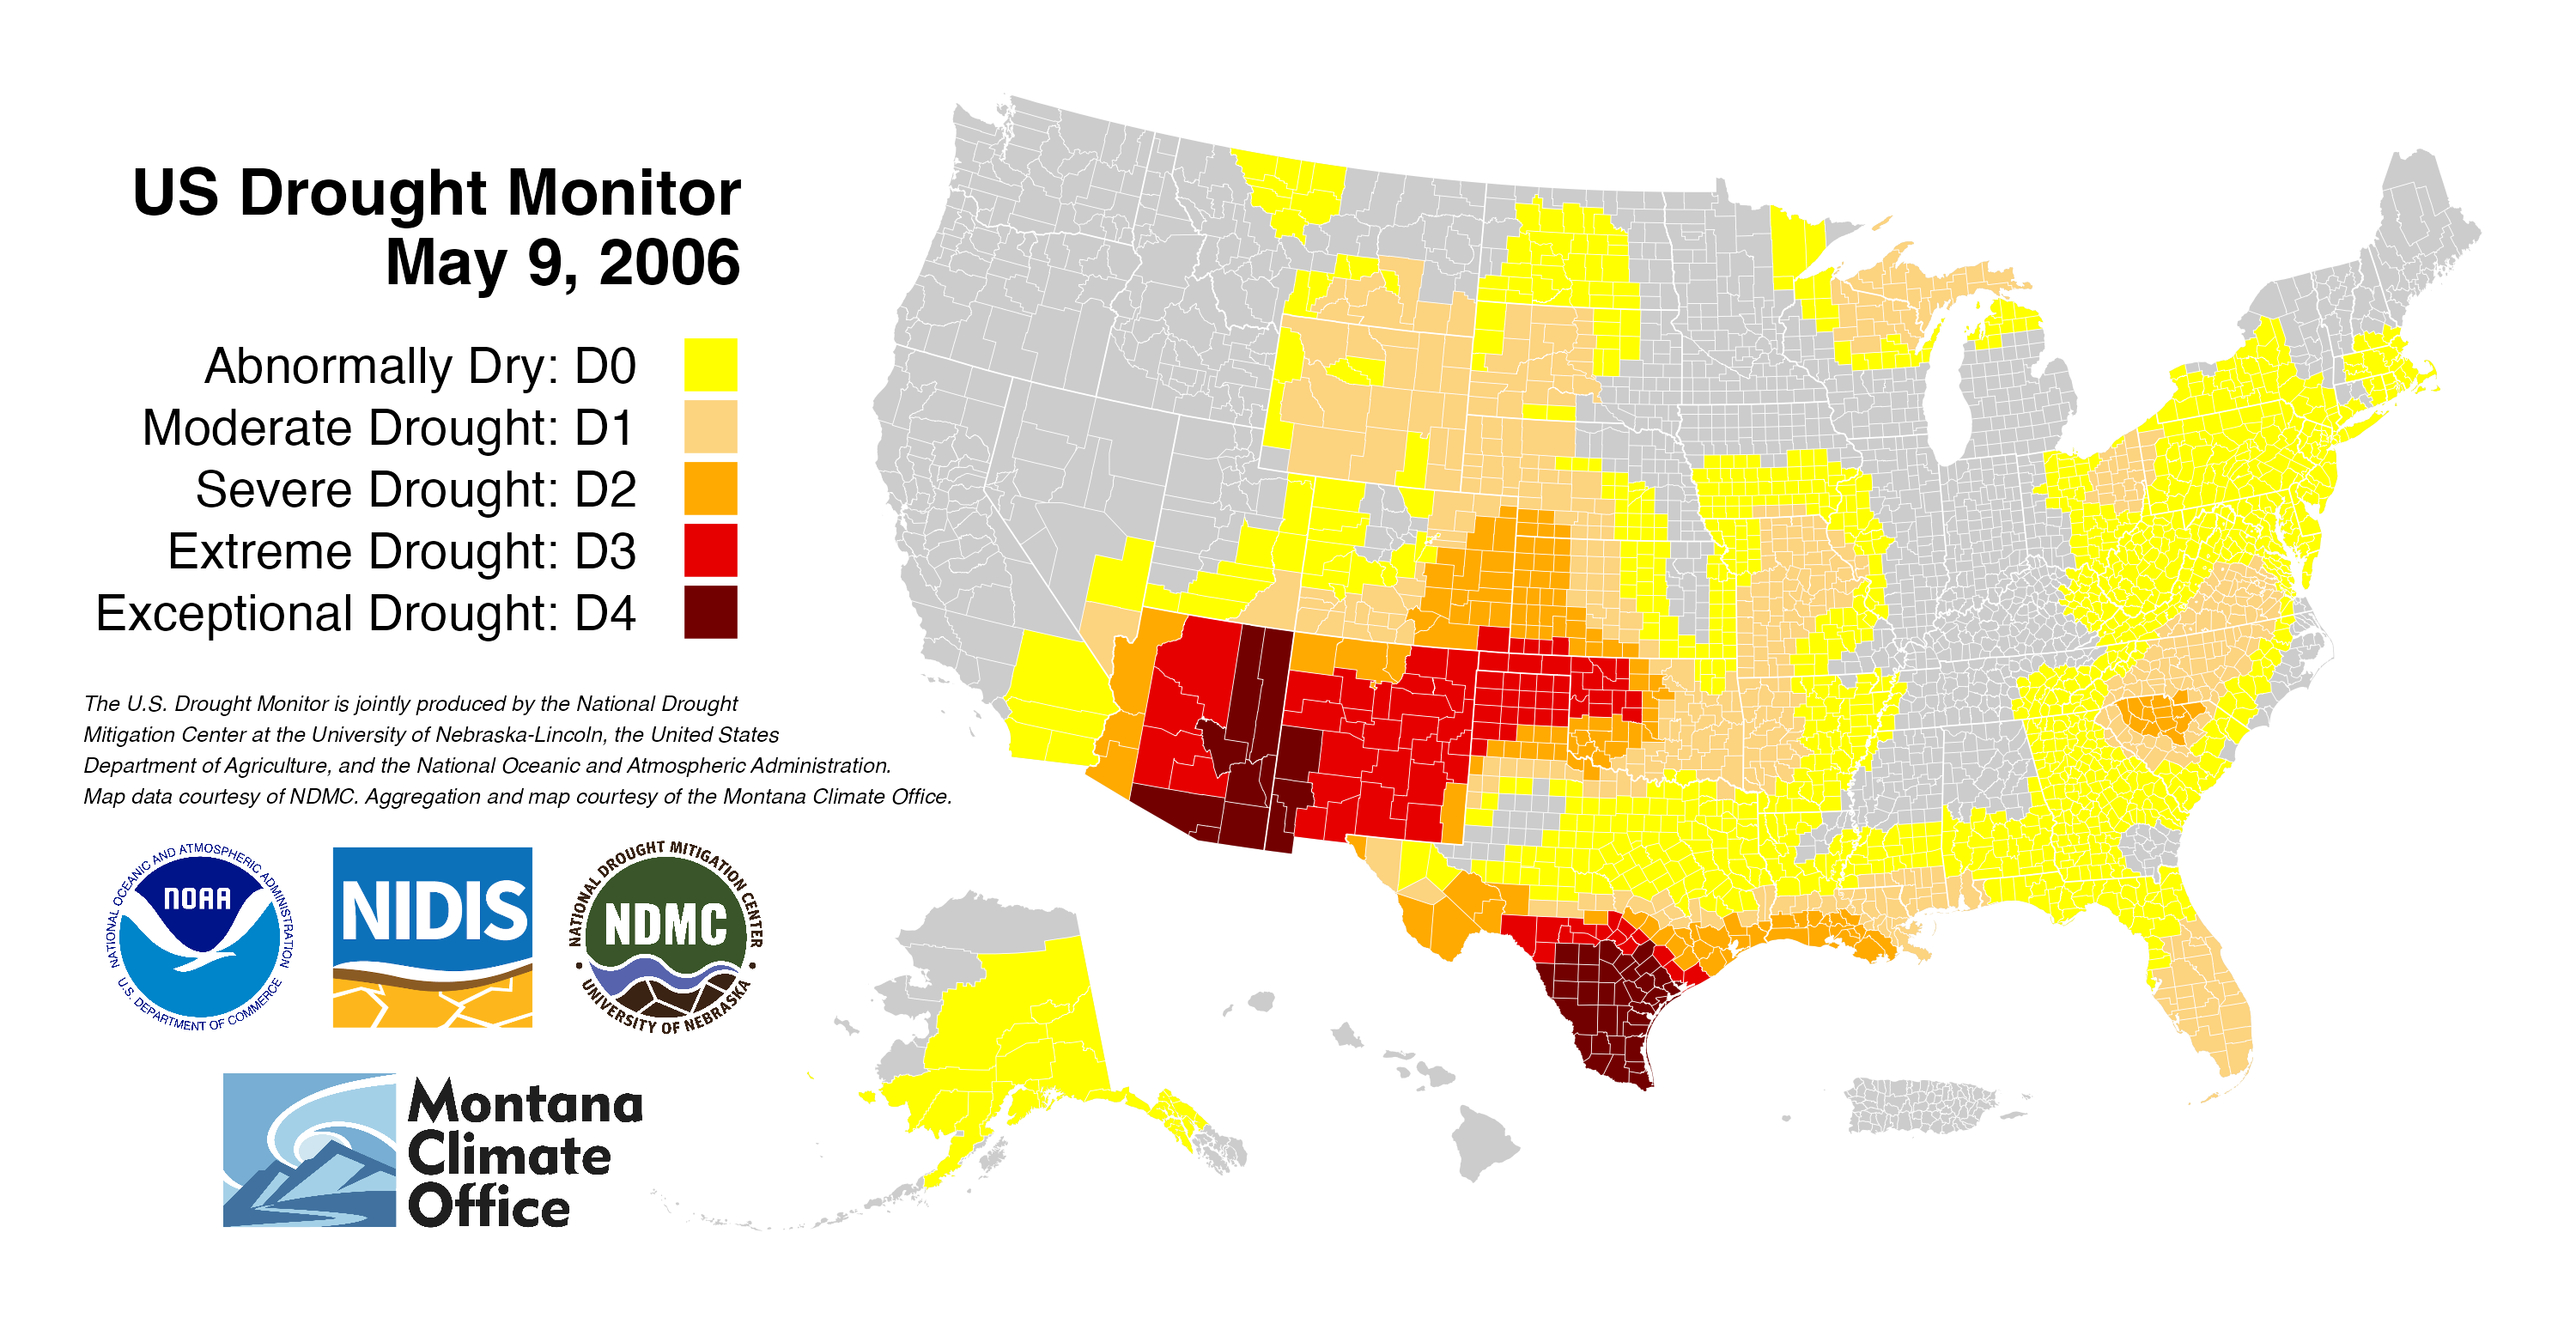 US Drought Monitor
May 9, 2006
Abnormally Dry: D0
Moderate Drought: D1
Severe Drought: D2
Extreme Drought: D3
Exceptional Drought: D4
The U.S. Drought Monitor is jointly produced by the National Drought
Mitigation Center at the University of Nebraska-Lincoln, the United States
Department of Agriculture, and the National Oceanic and Atmospheric Administration.
Map data courtesy of NDMC. Aggregation and map courtesy of the Montana Climate Office.
NATIONAL OCEANIC AND ATMOSPHERIC ADMINISTRATION
NOAA
U.S. DEPARTMENT OF COMMERCE
NIDIS
NATIONAL DROUGHT MITIGATION CENTER
NDMC
UNIVERSITY OF NEBRASKA
Montana
Climate
Office